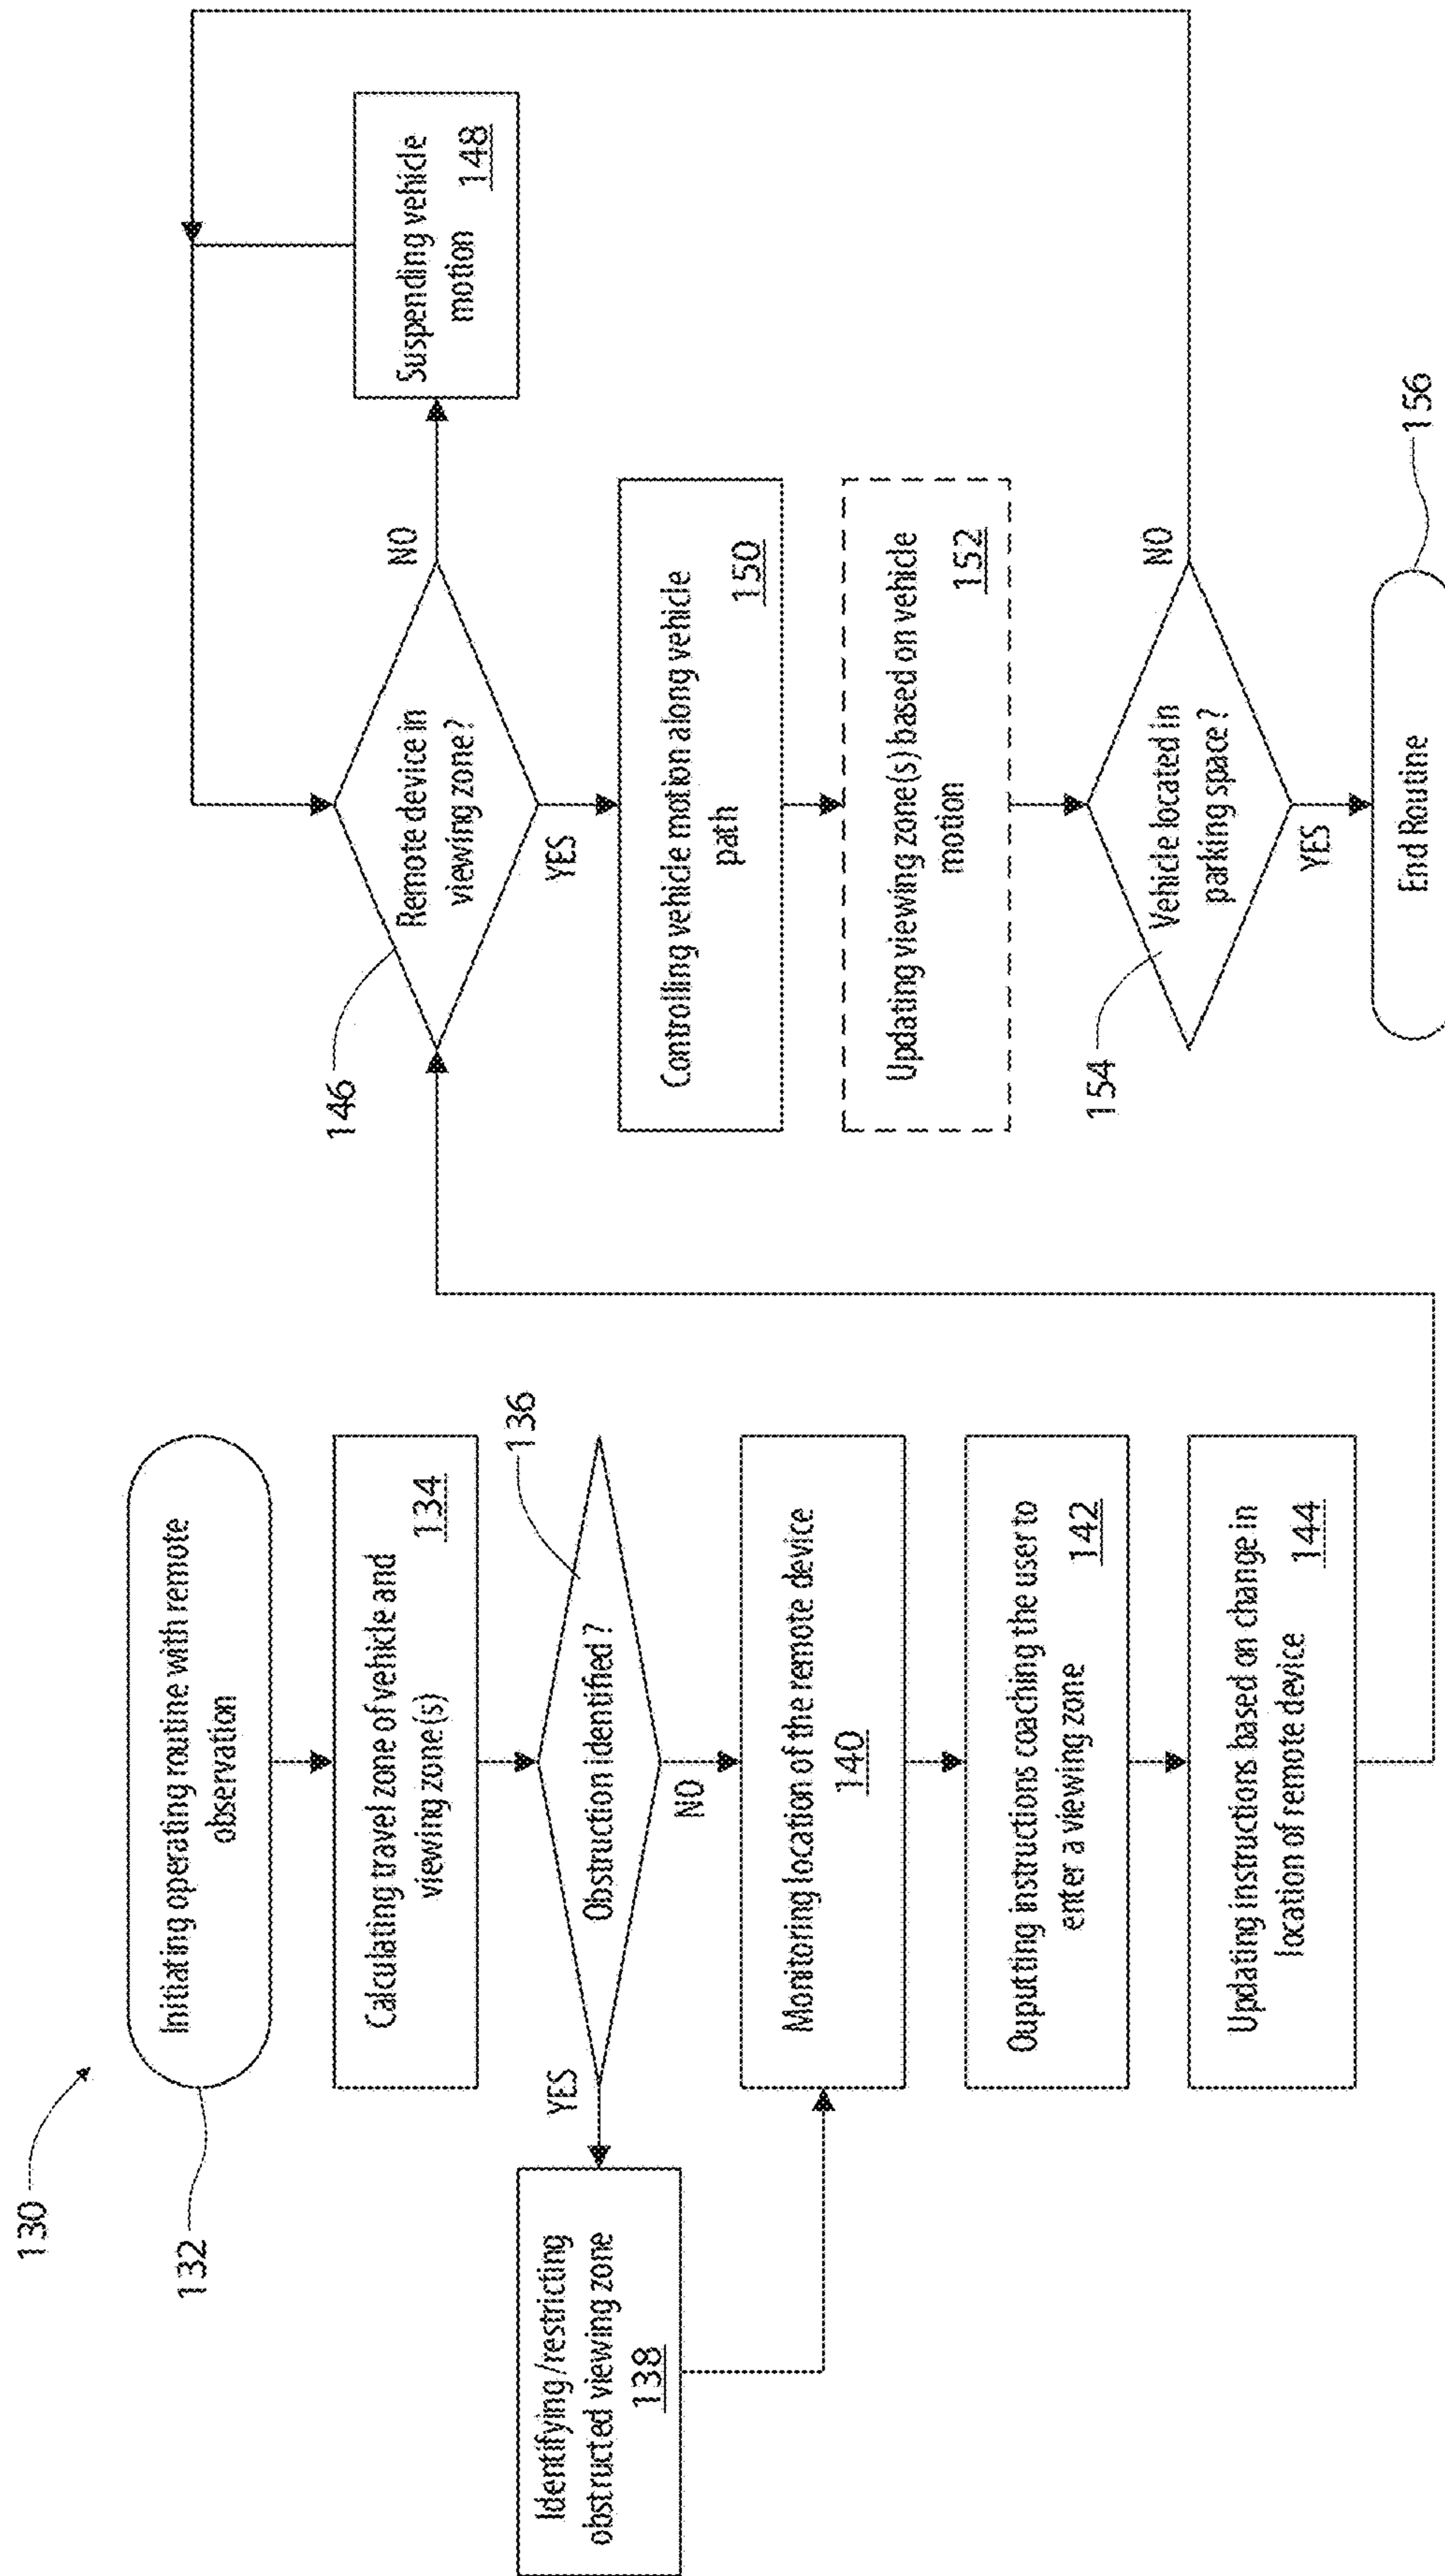 130
132
Initiating operating routine with remote
observation
Calculating travel zone of vehicle and
viewing zone(s)
134
136
Obstruction identified ?
YES
NO
Identifying/restricting
obstructed viewing zone
138
Monitoring location of the remote device
140
Ouputting instructions coaching the user to
enter a viewing zone
142
Updating instructions based on change in
location of remote device
144
146
Remote device in
viewing zone?
NO
YES
Suspending vehicle
motion
148
Controlling vehicle motion along vehicle
path
150
Updating viewing zone(s) based on vehicle
motion
152
154
Vehicle located in
parking space ?
NO
YES
End Routine
156